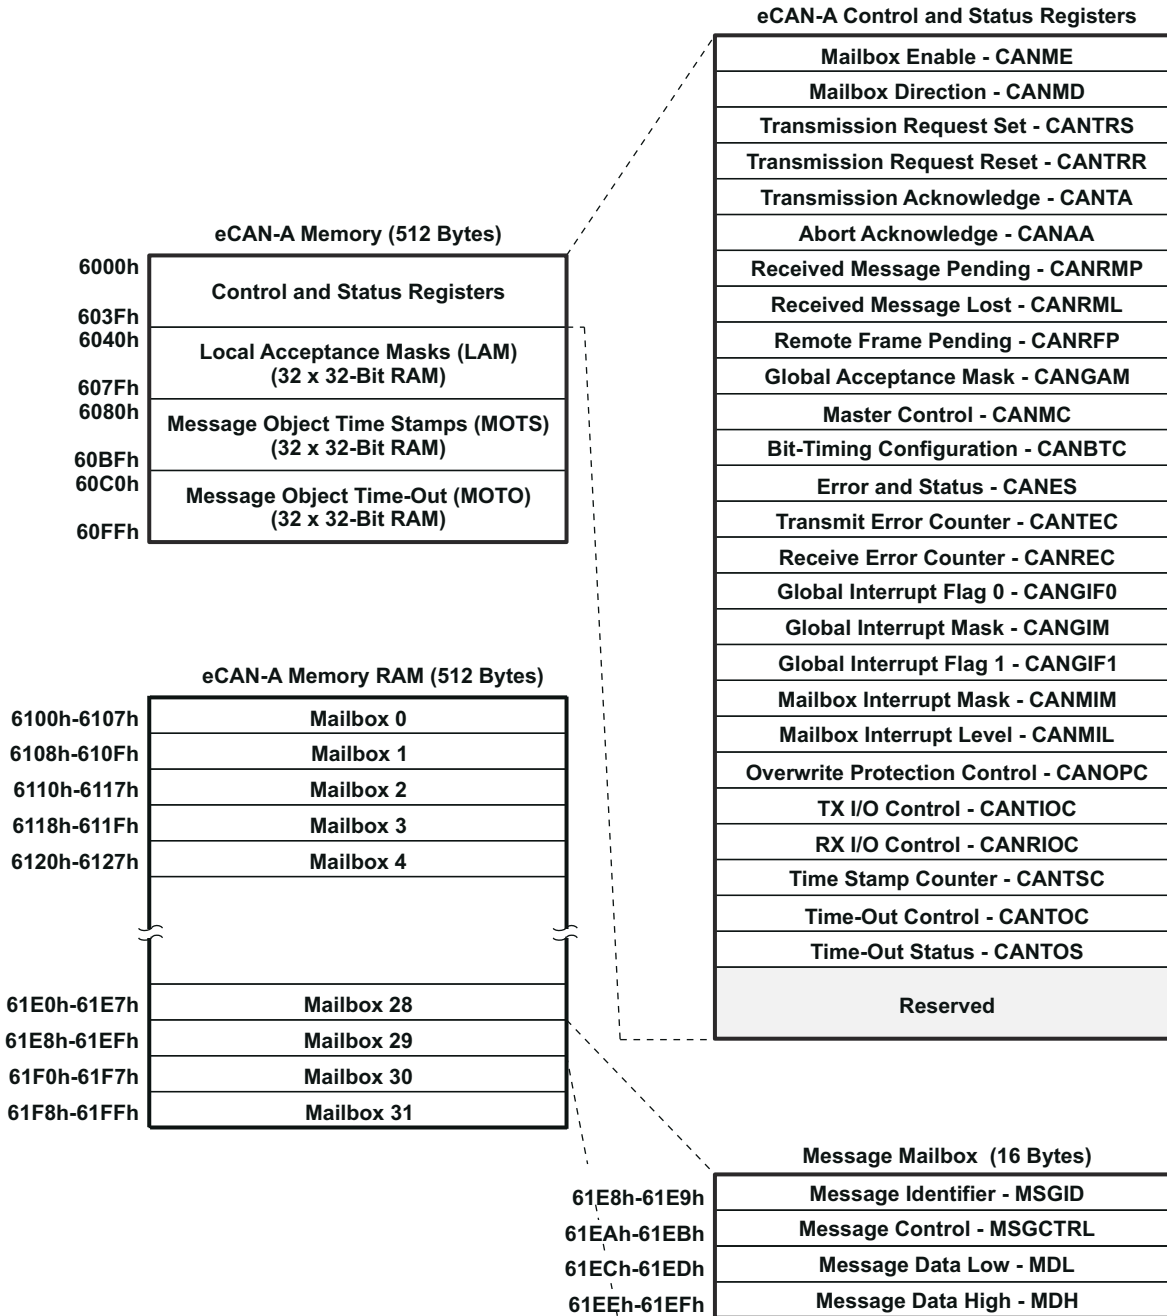 eCAN-A Control and Status Registers
Mailbox Enable - CANME
Mailbox Direction - CANMD
Transmission Request Set - CANTRS
Transmission Request Reset - CANTRR
Transmission Acknowledge - CANTA
Abort Acknowledge - CANAA
Received Message Pending - CANRMP
Received Message Lost - CANRML
Remote Frame Pending - CANRFP
Global Acceptance Mask - CANGAM
Master Control - CANMC
Bit-Timing Configuration - CANBTC
Error and Status - CANES
Transmit Error Counter - CANTEC
Receive Error Counter - CANREC
Global Interrupt Flag 0 - CANGIF0
Global Interrupt Mask - CANGIM
Global Interrupt Flag 1 - CANGIF1
Mailbox Interrupt Mask - CANMIM
Mailbox Interrupt Level - CANMIL
Overwrite Protection Control - CANOPC
TX I/O Control - CANTIOC
RX I/O Control - CANRIOC
Time Stamp Counter - CANTSC
Time-Out Control - CANTOC
Time-Out Status - CANTOS
Reserved
eCAN-A Memory (512 Bytes)
6000h
Control and Status Registers
603Fh
6040h
Local Acceptance Masks (LAM)
(32 x 32-Bit RAM)
607Fh
6080h
Message Object Time Stamps (MOTS)
(32 x 32-Bit RAM)
60BFh
60C0h
Message Object Time-Out (MOTO)
(32 x 32-Bit RAM)
60FFh
eCAN-A Memory RAM (512 Bytes)
6100h-6107h Mailbox 0
6108h-610Fh Mailbox 1
6110h-6117h Mailbox 2
6118h-611Fh Mailbox 3
6120h-6127h Mailbox 4
61E0h-61E7h Mailbox 28
61E8h-61EFh Mailbox 29
61F0h-61F7h Mailbox 30
61F8h-61FFh Mailbox 31
Message Mailbox (16 Bytes)
61E8h-61E9h Message Identifier - MSGID
61EAh-61EBh Message Control - MSGCTRL
61ECh-61EDh Message Data Low - MDL
61EEh-61EFh Message Data High - MDH